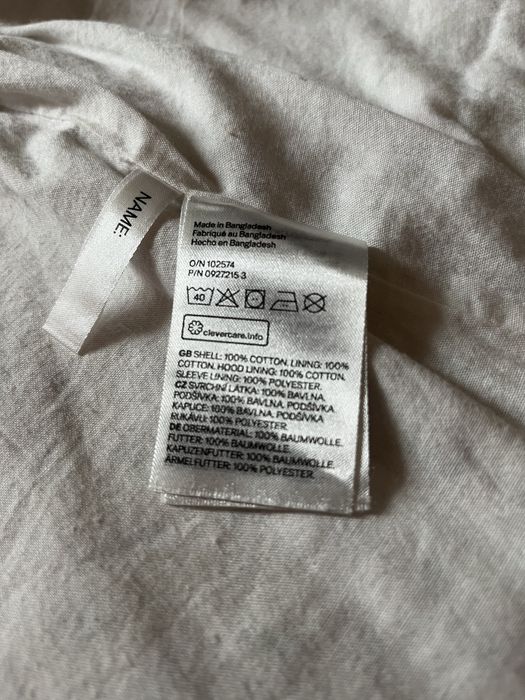 NAME:
Made in Bangladesh
Fabriqué au Bangladesh
Hecho en Bangladesh
O/N 102574
P/N 0927215 3
40
clevercare.info
GB SHELL: 100% COTTON. LINING: 100%
COTTON. HOOD LINING: 100% COTTON.
SLEEVE LINING: 100% POLYESTER.
CZ SVRCHNÍ LÁTKA: 100% BAVLNA. PODŠÍVKA:
100% BAVLNA. PODŠÍVKA
KAPUCE: 100% BAVLNA. PODŠÍVKA
RUKÁVU: 100% POLYESTER.
DE OBERMATERIAL: 100% BAUMWOLLE.
FUTTER: 100% BAUMWOLLE.
KAPUZENFUTTER: 100% BAUMWOLLE.
ÄRMELFUTTER: 100% POLYESTER.